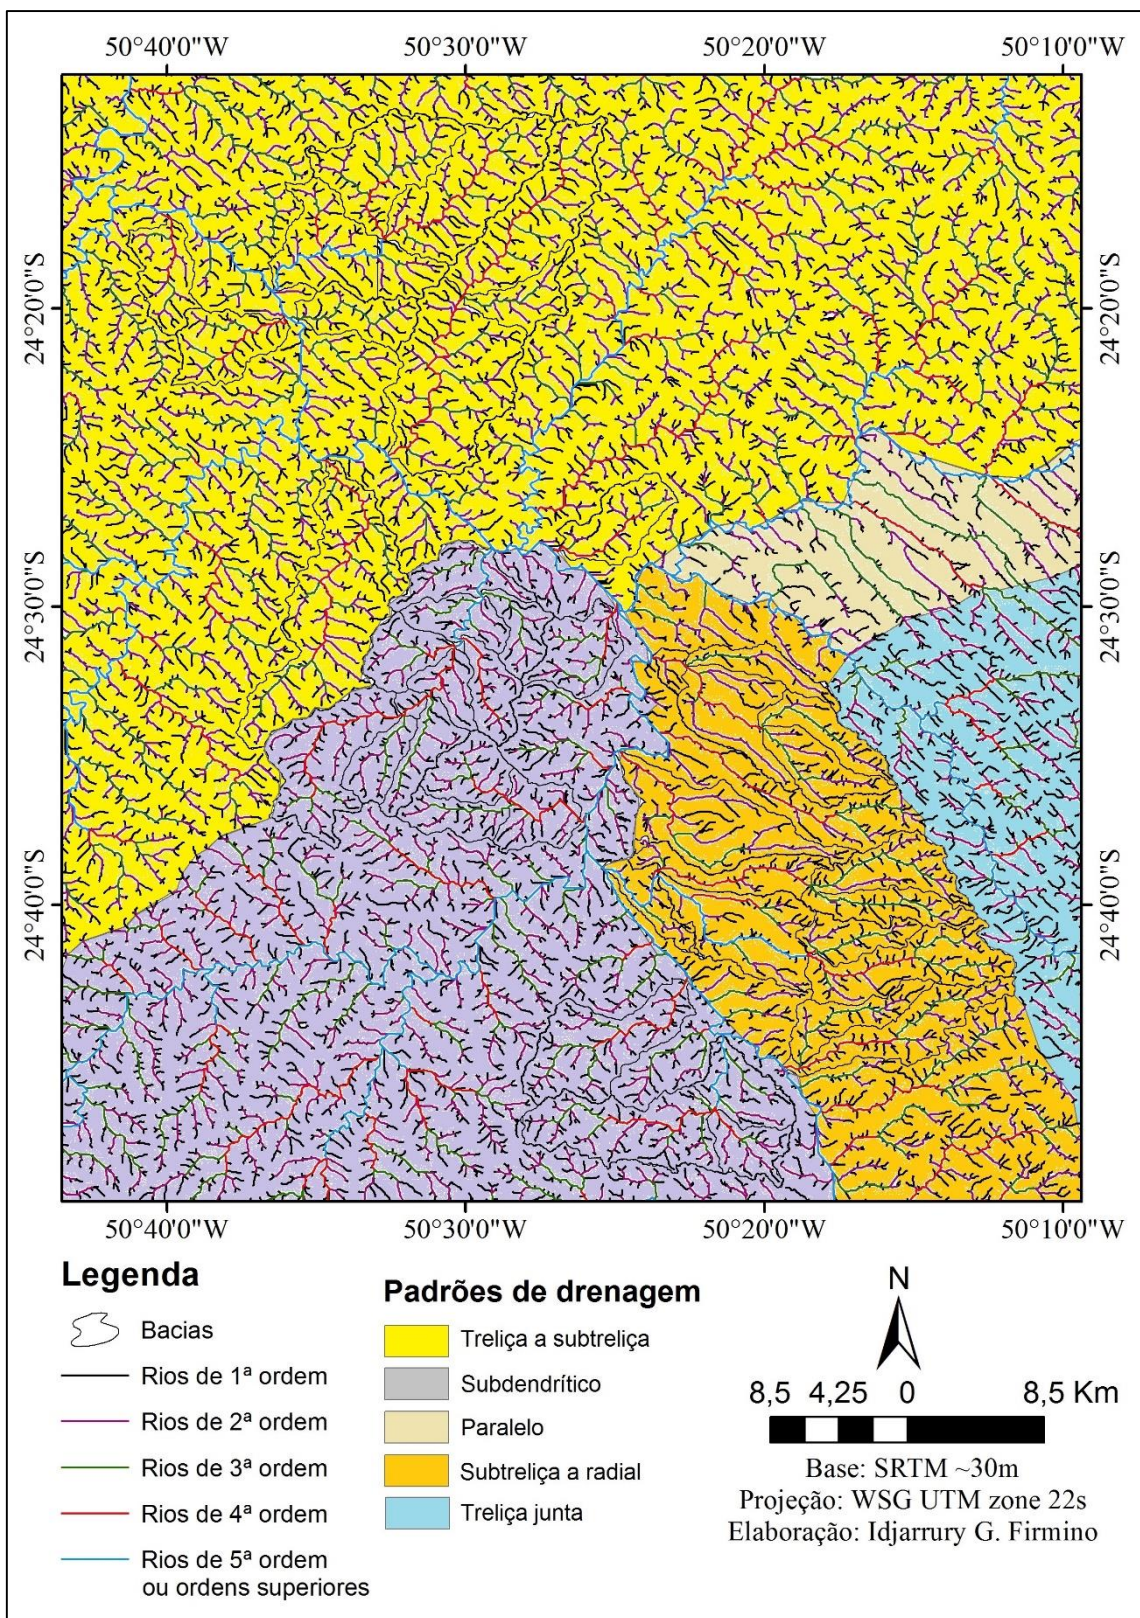 50°40'0"W 50°30'0"W 50°20'0"W 50°10'0"W
24°20'0"S
24°20'0"S
24°30'0"S
24°30'0"S
24°40'0"S
24°40'0"S
50°40'0"W 50°30'0"W 50°20'0"W 50°10'0"W
Legenda
Bacias
Rios de 1ª ordem
Rios de 2ª ordem
Rios de 3ª ordem
Rios de 4ª ordem
Rios de 5ª ordem
ou ordens superiores
Padrões de drenagem
Treliça a subtreliça
Subdendrítico
Paralelo
Subtreliça a radial
Treliça junta
N
8,5 4,25 0 8,5 Km
Base: SRTM ~30m
Projeção: WSG UTM zone 22s
Elaboração: Idjarrury G. Firmino